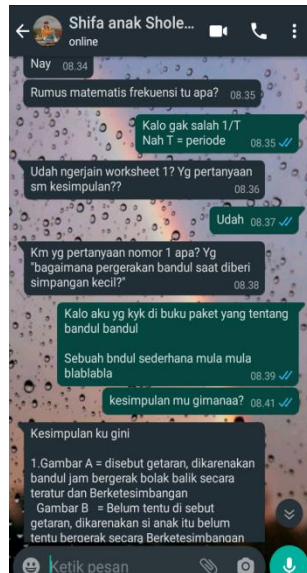 Shifa anak Shole...
online
Nay 08.34
Rumus matematis frekuensi tu apa? 08.35
Kalo gak salah 1/T
Nah T = periode 08.35
Udah ngerjain worksheet 1? Yg pertanyaan
sm kesimpulan?? 08.36
Udah 08.37
Km yg pertanyaan nomor 1 apa? Yg
"bagaimana pergerakan bandul saat diberi
simpangan kecil?" 08.38
Kalo aku yg kyk di buku paket yang tentang
bandul bandul
Sebuah bndul sederhana mula mula
blablabla 08.39
kesimpulan mu gimanaa? 08.41
Kesimpulan ku gini
1.Gambar A = disebut getaran, dikarenakan
bandul jam bergerak bolak balik secara
teratur dan Berketesimbangan
Gambar B = Belum tentu di sebut
getaran, dikarenakan si anak itu belum
tentu bergerak secara Berketesimbangan
Ketik pesan